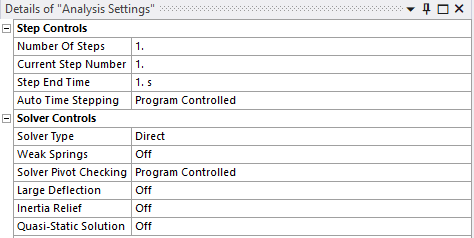 Details of "Analysis Settings"
Step Controls
Number Of Steps 1.
Current Step Number 1.
Step End Time 1. s
Auto Time Stepping Program Controlled
Solver Controls
Solver Type Direct
Weak Springs Off
Solver Pivot Checking Program Controlled
Large Deflection Off
Inertia Relief Off
Quasi-Static Solution Off